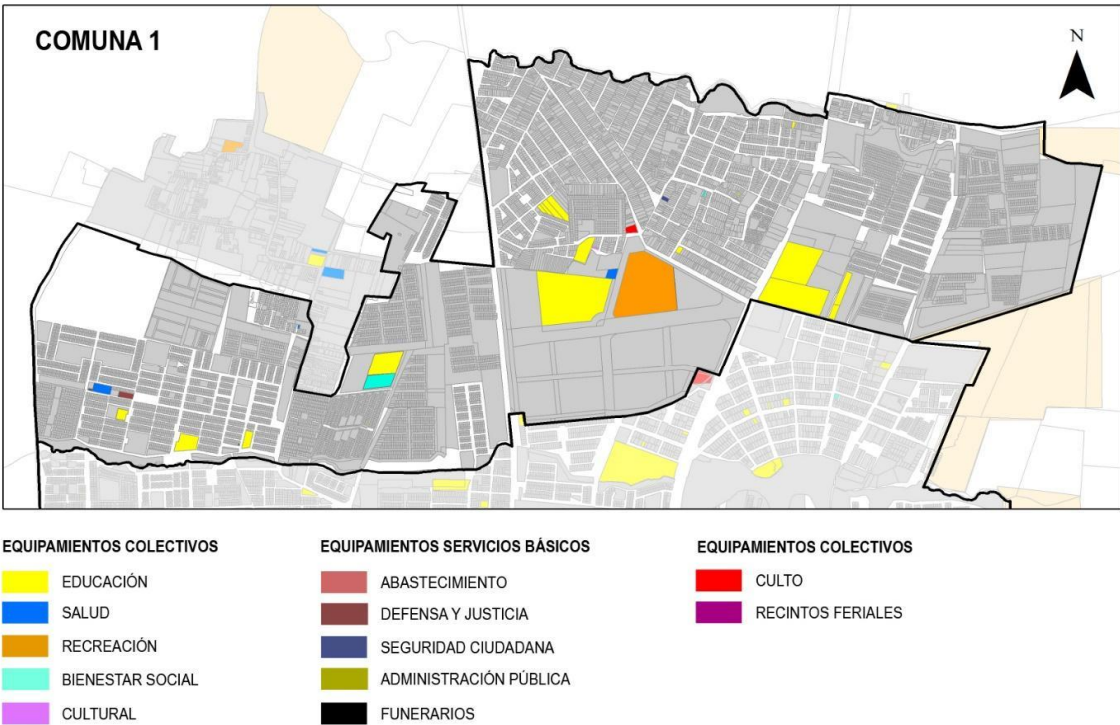 COMUNA 1
N
EQUIPAMIENTOS COLECTIVOS
EDUCACIÓN
SALUD
RECREACIÓN
BIENESTAR SOCIAL
CULTURAL
EQUIPAMIENTOS SERVICIOS BÁSICOS
ABASTECIMIENTO
DEFENSA Y JUSTICIA
SEGURIDAD CIUDADANA
ADMINISTRACIÓN PÚBLICA
FUNERARIOS
EQUIPAMIENTOS COLECTIVOS
CULTO
RECINTOS FERIALES